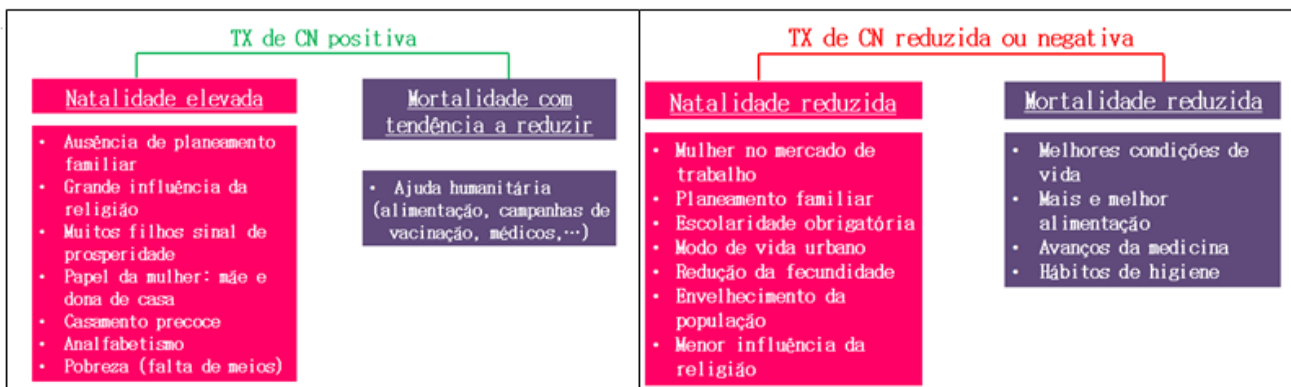 TX de CN positiva
Natalidade elevada
• Ausência de planeamento
familiar
• Grande influência da
religião
• Muitos filhos sinal de
prosperidade
• Papel da mulher: mãe e
dona de casa
• Casamento precoce
• Analfabetismo
• Pobreza (falta de meios)
Mortalidade com
tendência a reduzir
• Ajuda humanitária
(alimentação, campanhas de
vacinação, médicos,…)
TX de CN reduzida ou negativa
Natalidade reduzida
• Mulher no mercado de
trabalho
• Planeamento familiar
• Escolaridade obrigatória
• Modo de vida urbano
• Redução da fecundidade
• Envelhecimento da
população
• Menor influência da
religião
Mortalidade reduzida
• Melhores condições de
vida
• Mais e melhor
alimentação
• Avanços da medicina
• Hábitos de higiene